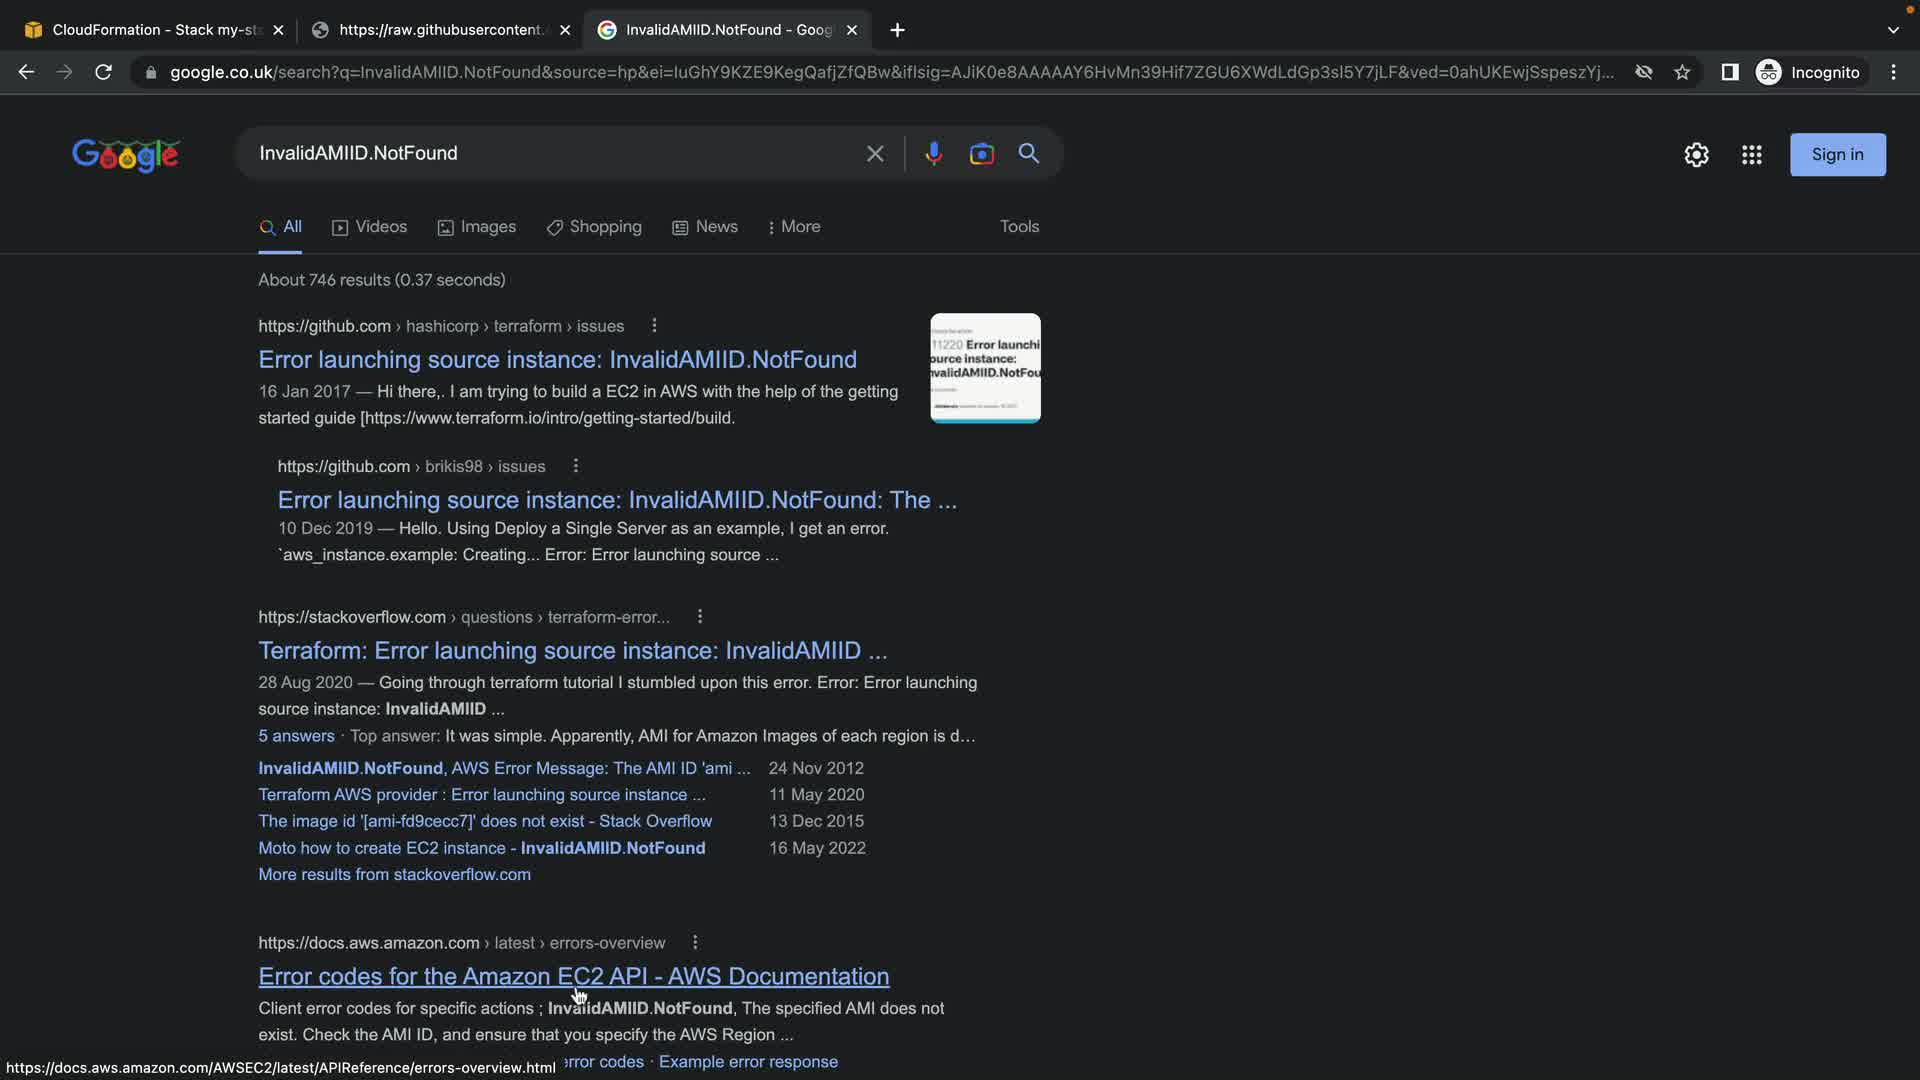 CloudFormation - Stack my-st
https://raw.githubusercontent.
InvalidAMIID.NotFound - Goog
google.co.uk/search?q=InvalidAMIID.NotFound&source=hp&ei=IuGhY9KZE9KegQafjZfQBw&iflsig=AJiK0e8AAAAAY6HvMn39Hif7ZGU6XWdLdGp3sI5Y7jLF&ved=0ahUKEwjSspeszYj...
Incognito
Google
InvalidAMIID.NotFound
Sign in
All
Videos
Images
Shopping
News
More
Tools
About 746 results (0.37 seconds)
https://github.com › hashicorp › terraform › issues
Error launching source instance: InvalidAMIID.NotFound
16 Jan 2017 — Hi there,. I am trying to build a EC2 in AWS with the help of the getting
started guide [https://www.terraform.io/intro/getting-started/build.
11220 Error launchi
ource instance:
nvalidAMIID.NotFou
https://github.com › brikis98 › issues
Error launching source instance: InvalidAMIID.NotFound: The ...
10 Dec 2019 — Hello. Using Deploy a Single Server as an example, I get an error.
`aws_instance.example: Creating... Error: Error launching source ...
https://stackoverflow.com › questions › terraform-error...
Terraform: Error launching source instance: InvalidAMIID ...
28 Aug 2020 — Going through terraform tutorial I stumbled upon this error. Error: Error launching
source instance: InvalidAMIID ...
5 answers · Top answer: It was simple. Apparently, AMI for Amazon Images of each region is d...
InvalidAMIID.NotFound, AWS Error Message: The AMI ID 'ami ... 24 Nov 2012
Terraform AWS provider : Error launching source instance ... 11 May 2020
The image id '[ami-fd9cecc7]' does not exist - Stack Overflow 13 Dec 2015
Moto how to create EC2 instance - InvalidAMIID.NotFound 16 May 2022
More results from stackoverflow.com
https://docs.aws.amazon.com › latest › errors-overview
Error codes for the Amazon EC2 API - AWS Documentation
Client error codes for specific actions ; InvalidAMIID.NotFound, The specified AMI does not
exist. Check the AMI ID, and ensure that you specify the AWS Region ...
error codes · Example error response
https://docs.aws.amazon.com/AWSEC2/latest/APIReference/errors-overview.html